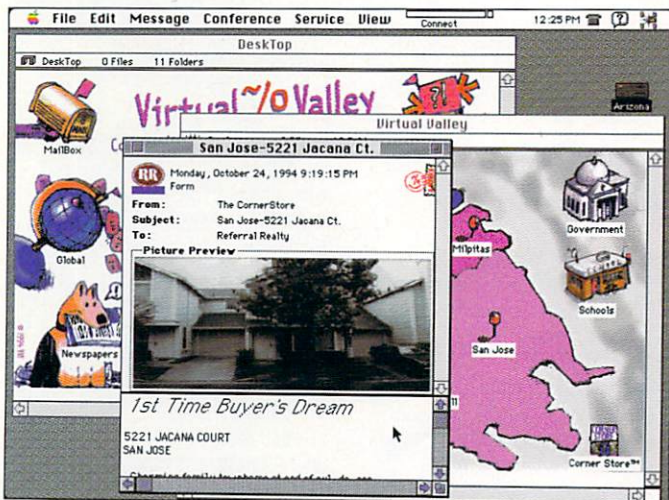 File Edit Message Conference Service View
Connect
12:25 PM
DeskTop
DeskTop 0 Files 11 Folders
Virtual Valley
Arizona
MailBox
Virtual Valley
Global
Newspapers
San Jose-5221 Jacana Ct.
RR
Monday, October 24, 1994 9:19:15 PM
Form
From: The CornerStore
Subject: San Jose-5221 Jacana Ct.
To: Referral Realty
Picture Preview
1st Time Buyer's Dream
5221 JACANA COURT
SAN JOSE
Milpitas
San Jose
Government
Schools
Corner Store™